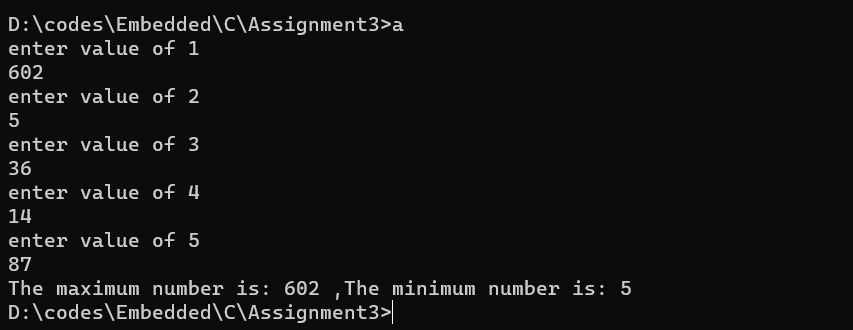 D:\codes\Embedded\C\Assignment3>a
enter value of 1
602
enter value of 2
5
enter value of 3
36
enter value of 4
14
enter value of 5
87
The maximum number is: 602 ,The minimum number is: 5
D:\codes\Embedded\C\Assignment3>